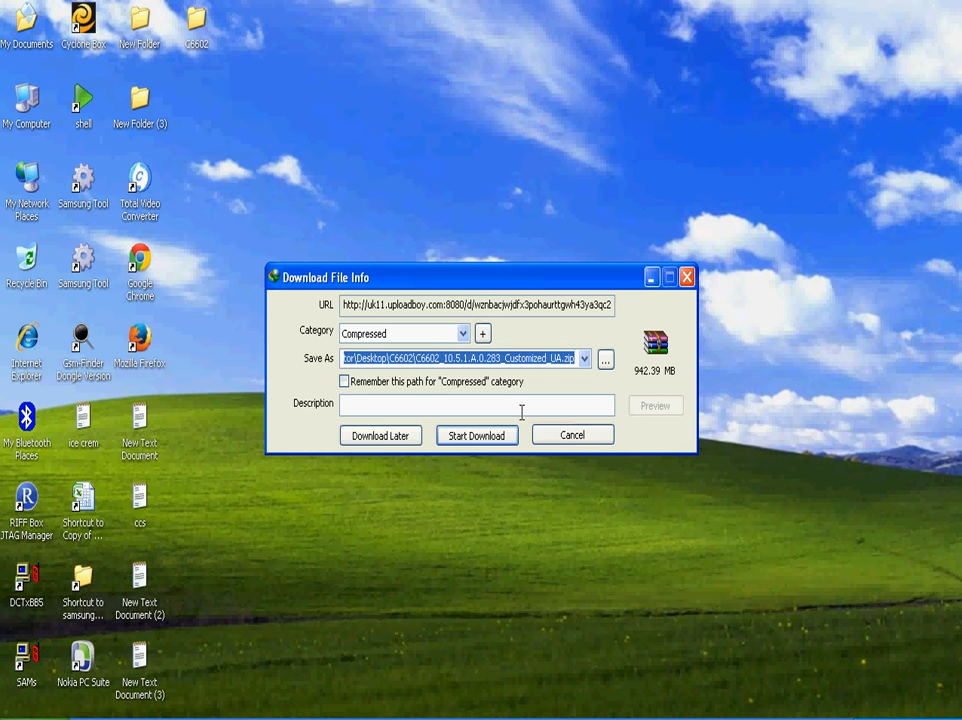 My Documents
Cyclone Box
New Folder
C6602
My Computer
shell
New Folder (3)
My Network
Places
Samsung Tool
Total Video
Converter
Recycle Bin
Samsung Tool
Google
Chrome
Internet
Explorer
Gsm-Finder
Dongle Version
Mozilla Firefox
My Bluetooth
Places
ice crem
New Text
Document
RIFF Box
JTAG Manager
Shortcut to
Copy of ...
ccs
DCTxBB5
Shortcut to
samsung...
New Text
Document (2)
SAMs
Nokia PC Suite
New Text
Document (3)
Download File Info
URL
http://uk11.uploadboy.com:8080/d/wznbacjwjdfx3pohaurttgwh43ya3qc2
Category
Compressed
+
Save As
tor\Desktop\C6602\C6602_10.5.1.A.0.283_Customized_UA.zip
...
942.39 MB
Remember this path for "Compressed" category
Description
Preview
Download Later
Start Download
Cancel